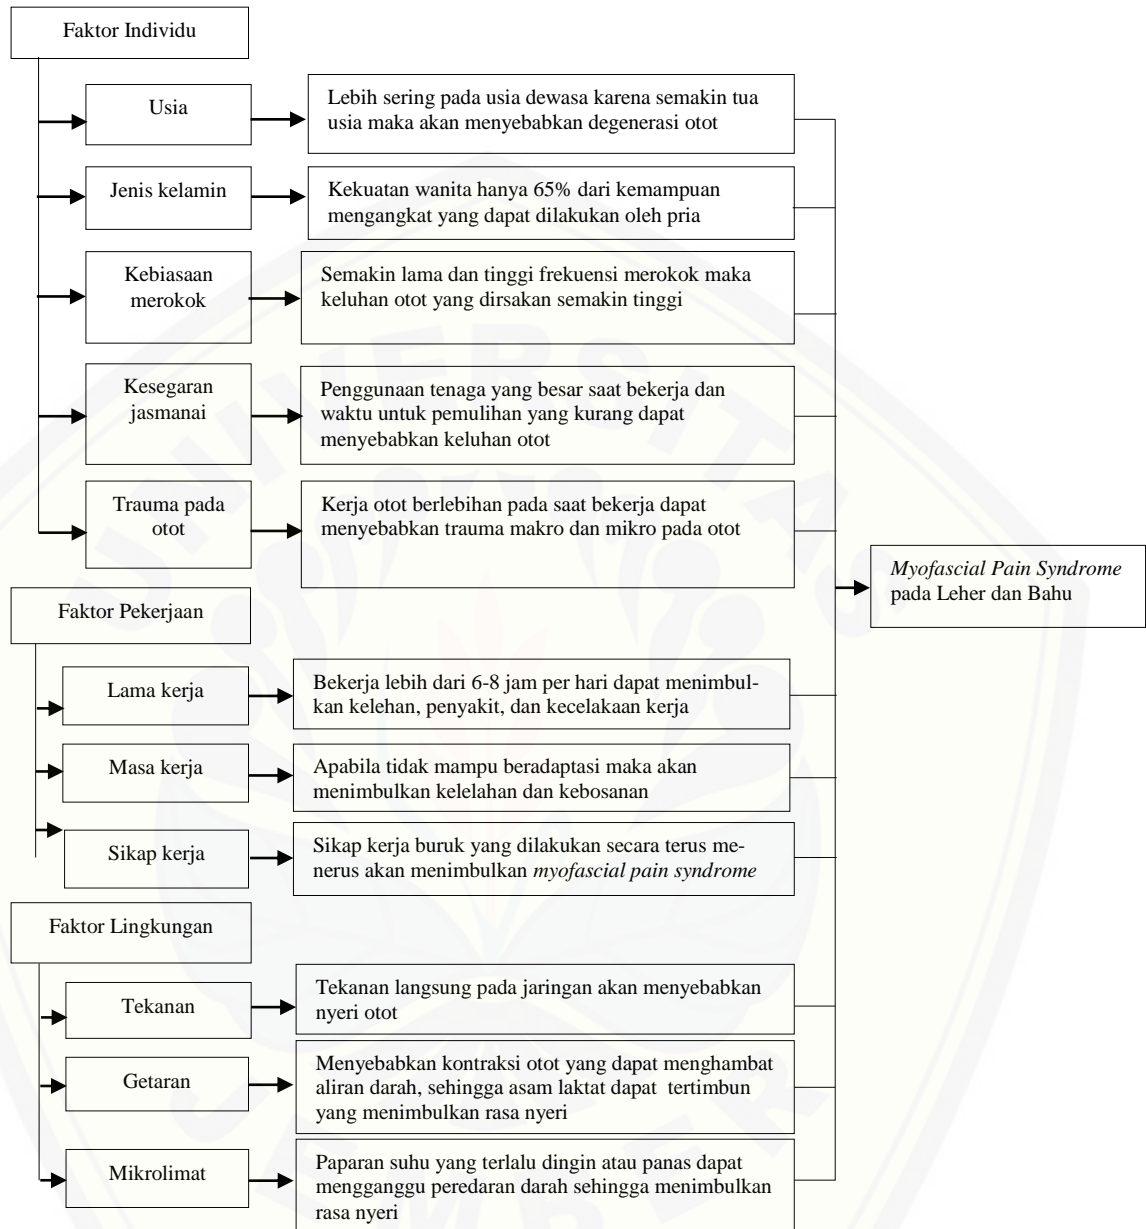 Faktor Individu
Usia
Lebih sering pada usia dewasa karena semakin tua
usia maka akan menyebabkan degenerasi otot
Jenis kelamin
Kekuatan wanita hanya 65% dari kemampuan
mengangkat yang dapat dilakukan oleh pria
Kebiasaan
merokok
Semakin lama dan tinggi frekuensi merokok maka
keluhan otot yang dirsakan semakin tinggi
Kesegaran
jasmanai
Penggunaan tenaga yang besar saat bekerja dan
waktu untuk pemulihan yang kurang dapat
menyebabkan keluhan otot
Trauma pada
otot
Kerja otot berlebihan pada saat bekerja dapat
menyebabkan trauma makro dan mikro pada otot
Myofascial Pain Syndrome
pada Leher dan Bahu
Faktor Pekerjaan
Lama kerja
Bekerja lebih dari 6-8 jam per hari dapat menimbul-
kan kelehan, penyakit, dan kecelakaan kerja
Masa kerja
Apabila tidak mampu beradaptasi maka akan
menimbulkan kelelahan dan kebosanan
Sikap kerja
Sikap kerja buruk yang dilakukan secara terus me-
nerus akan menimbulkan myofascial pain syndrome
Faktor Lingkungan
Tekanan
Tekanan langsung pada jaringan akan menyebabkan
nyeri otot
Getaran
Menyebabkan kontraksi otot yang dapat menghambat
aliran darah, sehingga asam laktat dapat tertimbun
yang menimbulkan rasa nyeri
Mikrolimat
Paparan suhu yang terlalu dingin atau panas dapat
mengganggu peredaran darah sehingga menimbulkan
rasa nyeri
UNIVERSITAS